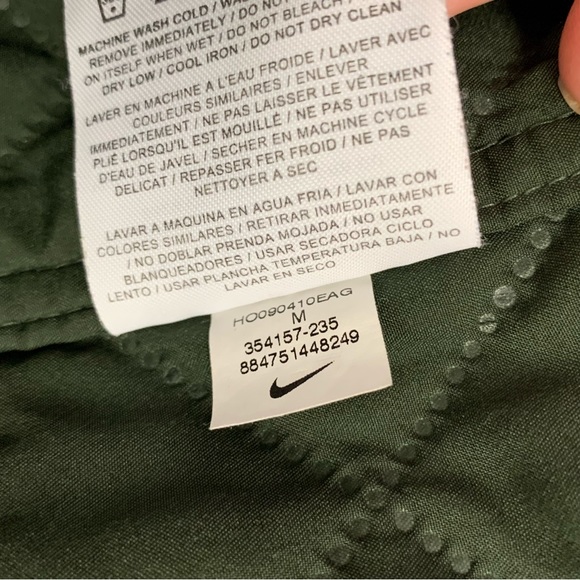 MACHINE WASH COLD /
REMOVE IMMEDIATELY / DO NOT
ON ITSELF WHEN WET / DO NOT BLEACH
DRY LOW / COOL IRON / DO NOT DRY CLEAN
LAVER EN MACHINE A L'EAU FROIDE / LAVER AVEC
COULEURS SIMILAIRES / ENLEVER
IMMEDIATEMENT / NE PAS LAISSER LE VÊTEMENT
PLIÉ LORSQU'IL EST MOUILLÉ / NE PAS UTILISER
D'EAU DE JAVEL / SECHER EN MACHINE CYCLE
DELICAT / REPASSER FER FROID / NE PAS
NETTOYER A SEC
LAVAR A MAQUINA EN AGUA FRIA / LAVAR CON
COLORES SIMILARES / RETIRAR INMEDIATAMENTE
/ NO DOBLAR PRENDA MOJADA / NO USAR
BLANQUEADORES / USAR SECADORA CICLO
LENTO / USAR PLANCHA TEMPERATURA BAJA / NO
LAVAR EN SECO
HO090410EAG
M
354157-235
884751448249